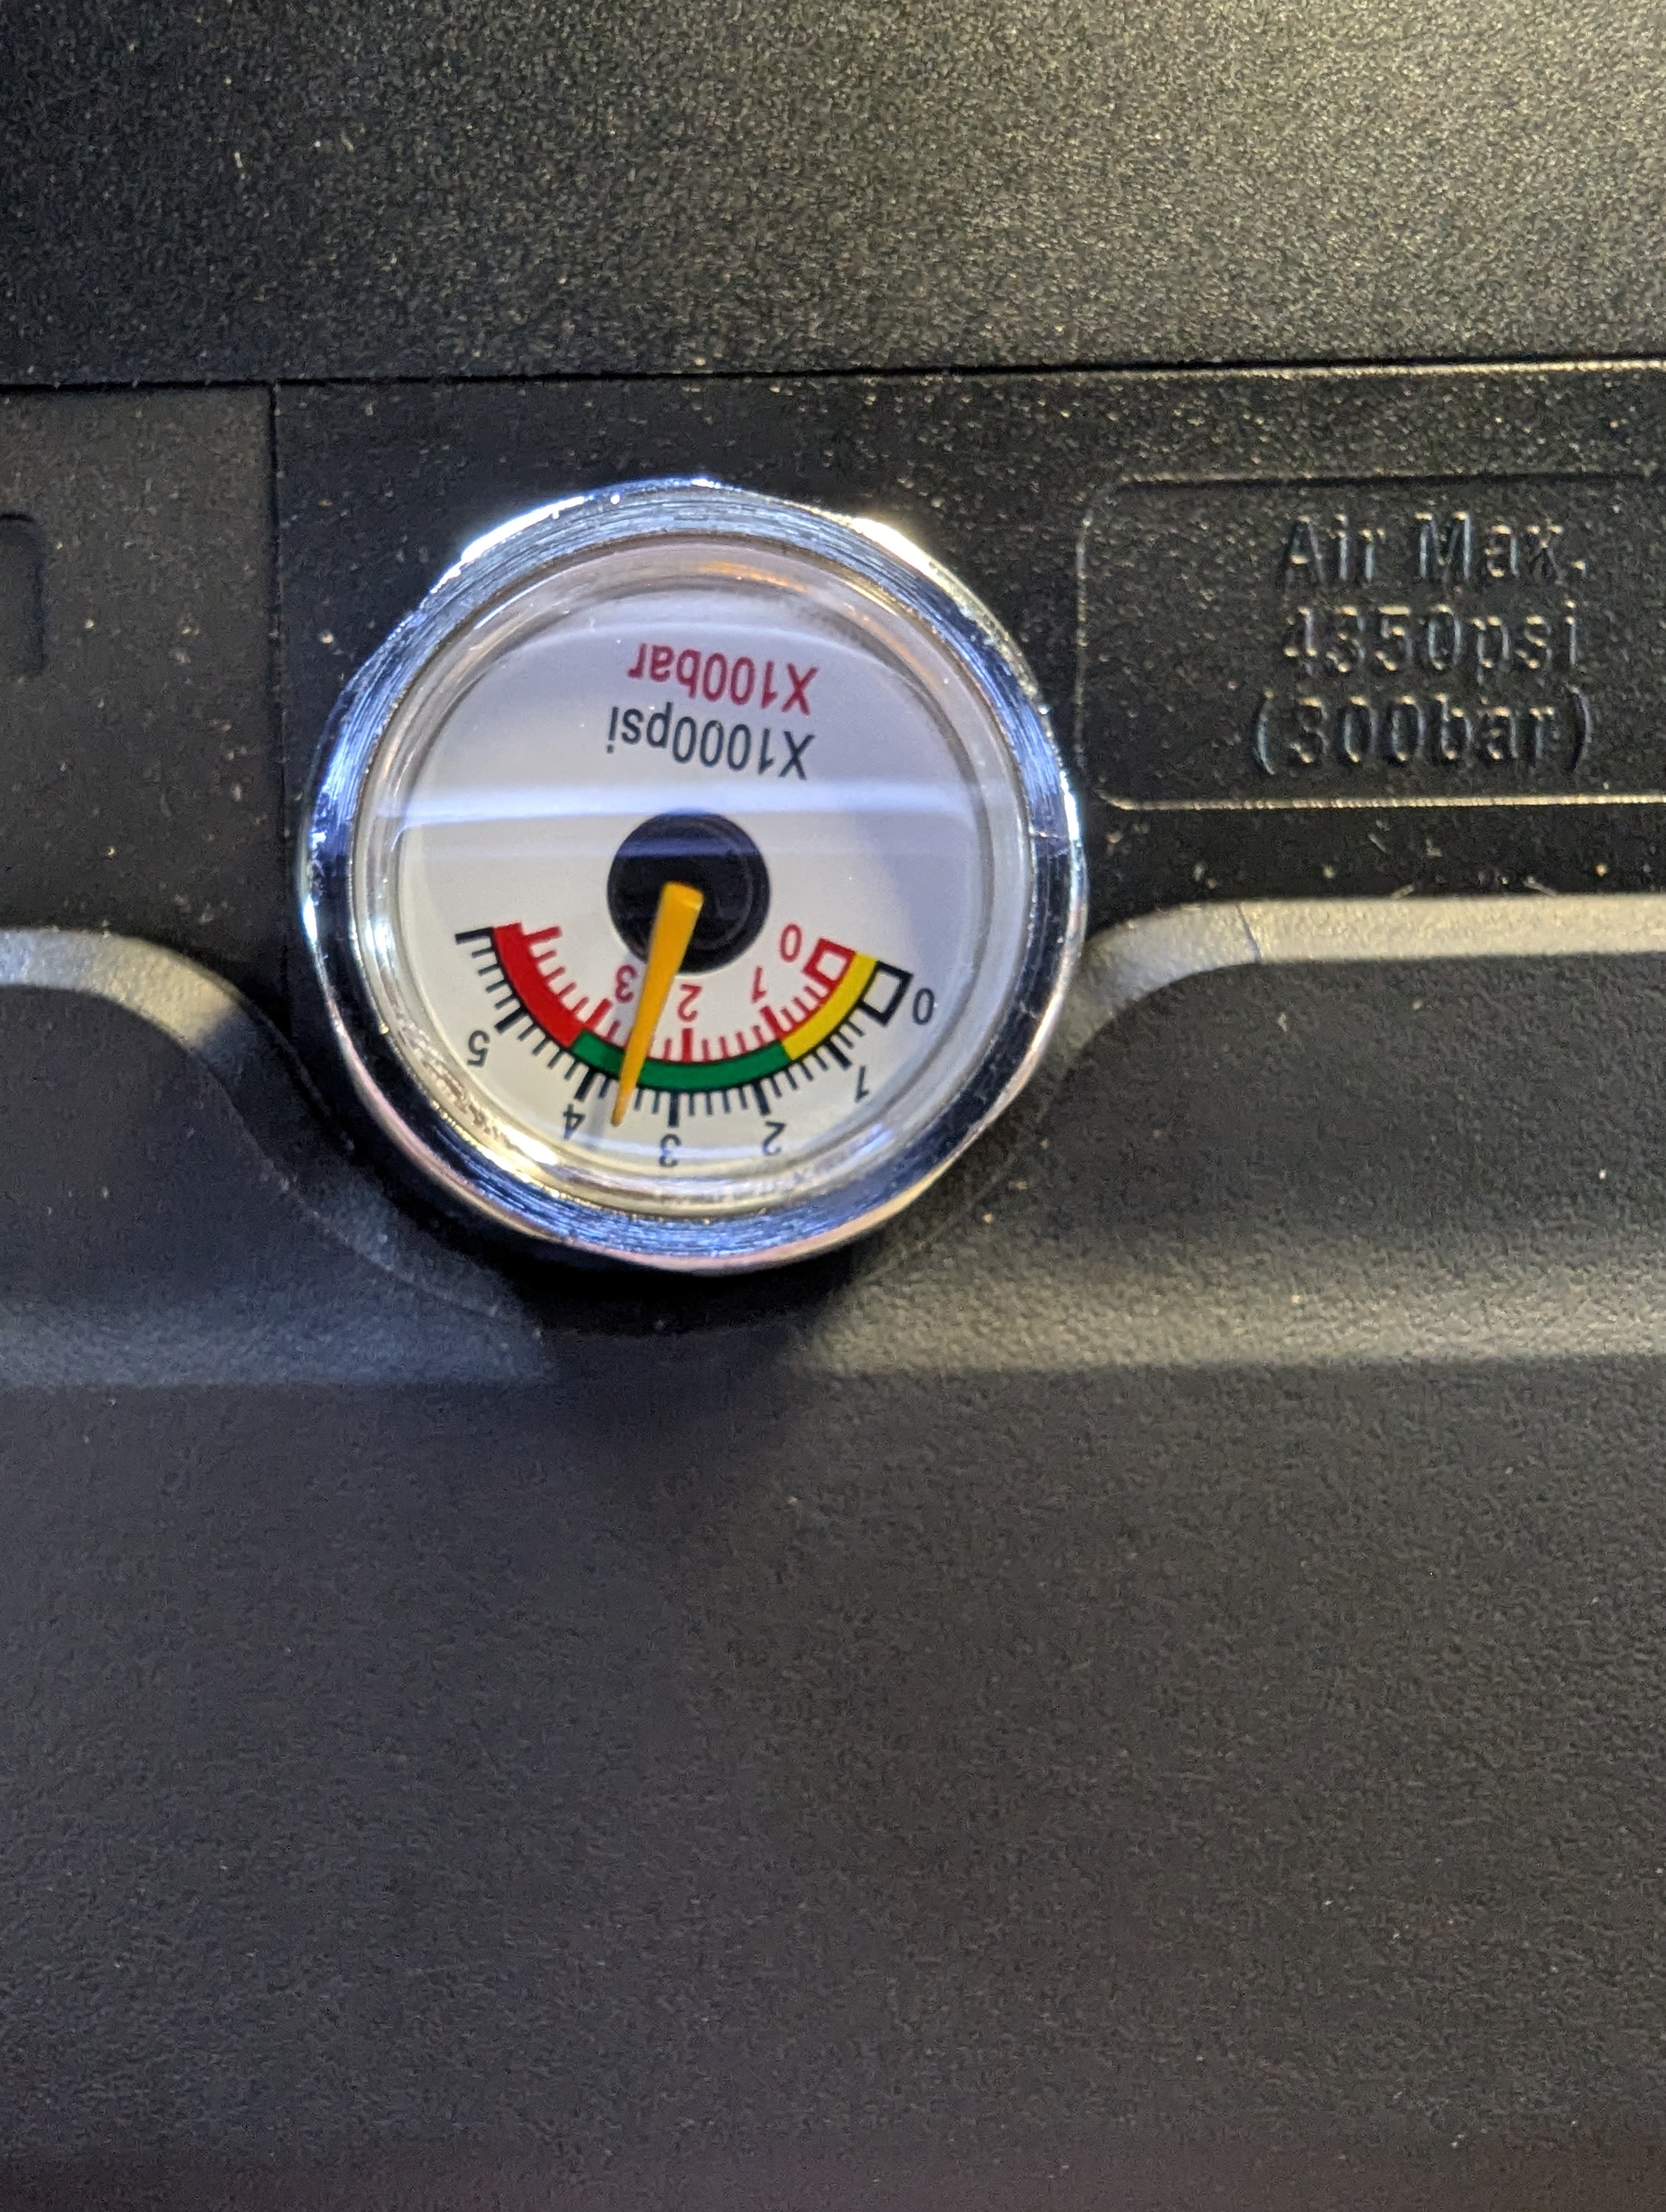 X100bar
X1000psi
0 1 2 3
0 1 2 3 4 5
Air Max.
4350psi
(300bar)